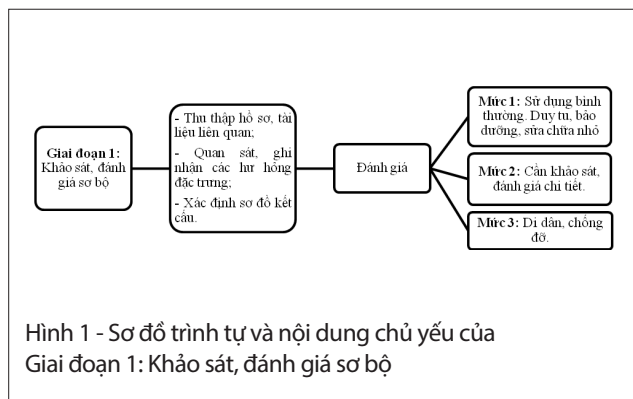 Giai đoạn 1:
Khảo sát, đánh
giá sơ bộ
- Thu thập hồ sơ, tài
liệu liên quan;
- Quan sát, ghi
nhận các hư hỏng
đặc trưng;
- Xác định sơ đồ kết
cấu.
Đánh giá
Mức 1: Sử dụng bình
thường. Duy tu, bảo
dưỡng, sửa chữa nhỏ
Mức 2: Cần khảo sát,
đánh giá chi tiết.
Mức 3: Di dân, chống
đỡ.
Hình 1 - Sơ đồ trình tự và nội dung chủ yếu của
Giai đoạn 1: Khảo sát, đánh giá sơ bộ